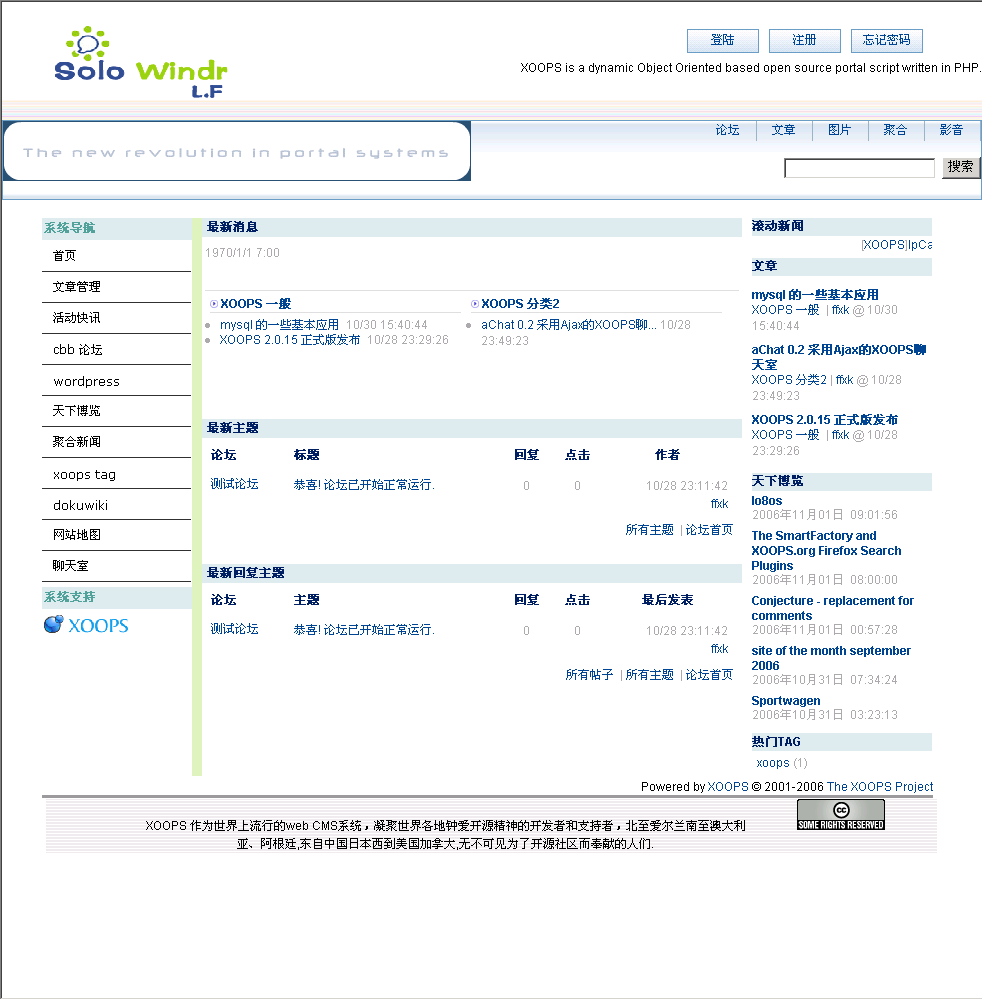 Solo Windr
L.F
登陆 注册 忘记密码
XOOPS is a dynamic Object Oriented based open source portal script written in PHP.
The new revolution in portal systems
论坛 文章 图片 聚合 影音
搜索
系统导航
首页
文章管理
活动快讯
cbb 论坛
wordpress
天下博览
聚合新闻
xoops tag
dokuwiki
网站地图
聊天室
系统支持
XOOPS
最新消息
1970/1/1 7:00
XOOPS 一般
mysql 的一些基本应用 10/30 15:40:44
XOOPS 2.0.15 正式版发布 10/28 23:29:26
XOOPS 分类2
aChat 0.2 采用Ajax的XOOPS聊... 10/28
23:49:23
最新主题
论坛 标题 回复 点击 作者
测试论坛 恭喜! 论坛已开始正常运行. 0 0 10/28 23:11:42
ffxk
所有主题 | 论坛首页
最新回复主题
论坛 主题 回复 点击 最后发表
测试论坛 恭喜! 论坛已开始正常运行. 0 0 10/28 23:11:42
ffxk
所有帖子 | 所有主题 | 论坛首页
滚动新闻
[XOOPS]IpCa
文章
mysql 的一些基本应用
XOOPS 一般 | ffxk @ 10/30
15:40:44
aChat 0.2 采用Ajax的XOOPS聊
天室
XOOPS 分类2 | ffxk @ 10/28
23:49:23
XOOPS 2.0.15 正式版发布
XOOPS 一般 | ffxk @ 10/28
23:29:26
天下博览
lo8os
2006年11月01日 09:01:56
The SmartFactory and
XOOPS.org Firefox Search
Plugins
2006年11月01日 08:00:00
Conjecture - replacement for
comments
2006年11月01日 00:57:28
site of the month september
2006
2006年10月31日 07:34:24
Sportwagen
2006年10月31日 03:23:13
热门TAG
xoops (1)
Powered by XOOPS © 2001-2006 The XOOPS Project
XOOPS 作为世界上流行的web CMS系统，凝聚世界各地钟爱开源精神的开发者和支持者，北至爱尔兰南至澳大利
亚、阿根廷,东自中国日本西到美国加拿大,无不可见为了开源社区而奉献的人们.
cc
SOME RIGHTS RESERVED